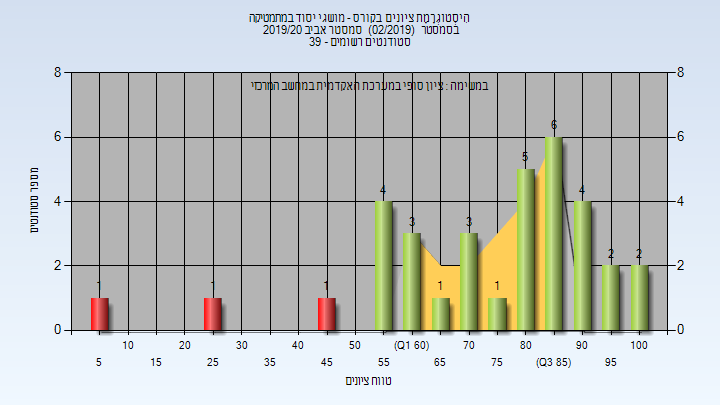 היסטוגרמת ציונים בקורס - מושגי יסוד במתמטיקה
בסמסטר (02/2019) סמסטר אביב 2019/20
סטודנטים רשומים - 39
במשימה : ציון סופי במערכת האקדמית במחשב המרכזי
מספר סטודנטים
8 8
6 6
4 4
2 2
0 0
1 1 1 4 3 1 3 1 5 6 4 2 2
10 20 30 40 50 (Q1 60) 70 80 90 100
5 15 25 35 45 55 65 75 (Q3 85) 95
טווח ציונים